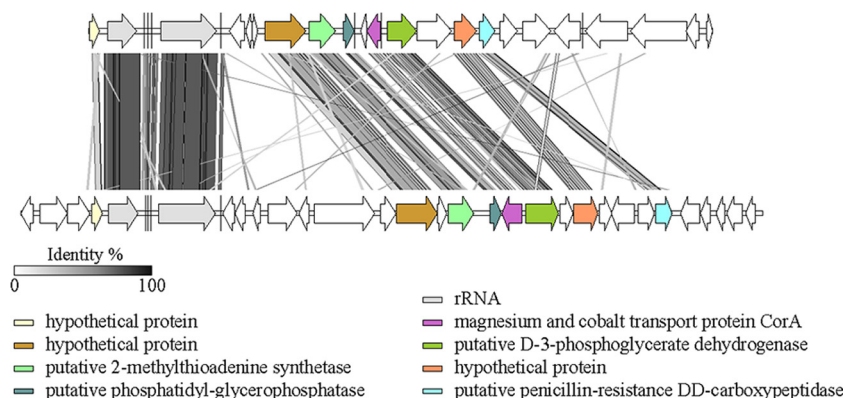 Identity %
0 100
rRNA
hypothetical protein
magnesium and cobalt transport protein CorA
hypothetical protein
putative D-3-phosphoglycerate dehydrogenase
putative 2-methylthioadenine synthetase
hypothetical protein
putative phosphatidyl-glycerophosphatase
putative penicillin-resistance DD-carboxypeptidase